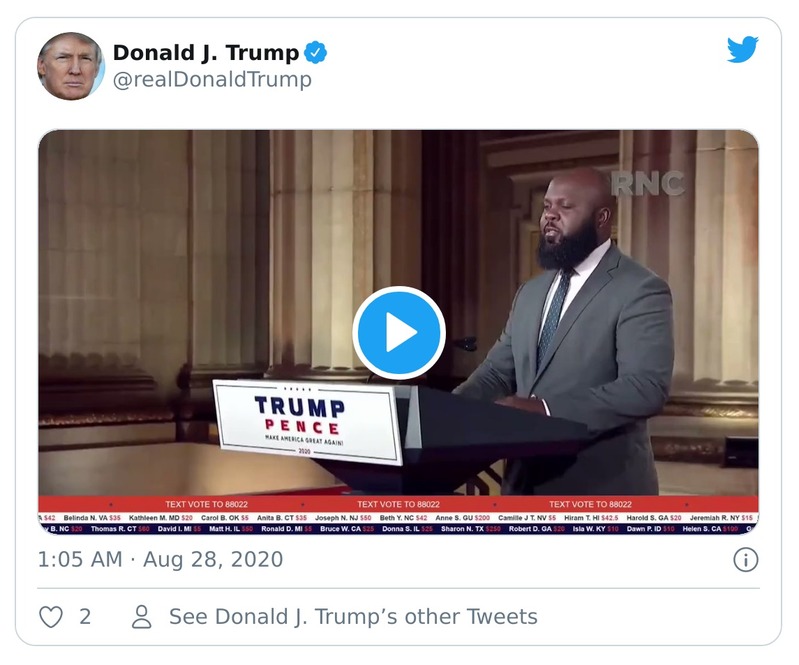 Donald J. Trump
@realDonaldTrump
RNC
TRUMP
PENCE
MAKE AMERICA GREAT AGAIN!
2020
TEXT VOTE TO 88022 TEXT VOTE TO 88022 TEXT VOTE TO 88022
$42 Belinda N. VA $35 Kathleen M. MD $20 Carol B. OK $5 Anita B. CT $35 Joseph N. NJ $50 Beth Y. NC $42 Anne S. GU $200 Camille J T. NV $5 Hiram T. HI $42.5 Harold S. GA $20 Jeremiah R. NY $15
B. NC $20 Thomas R. CT $80 David I. MI Matt H. IL Ronald D. MI Bruce W. CA $25 Donna S. IL $25 Sharon N. TX $250 Robert D. GA $20 Isla W. KY $10 Dawn P. ID $10 Helen S. CA $100
1:05 AM · Aug 28, 2020
2 See Donald J. Trump’s other Tweets